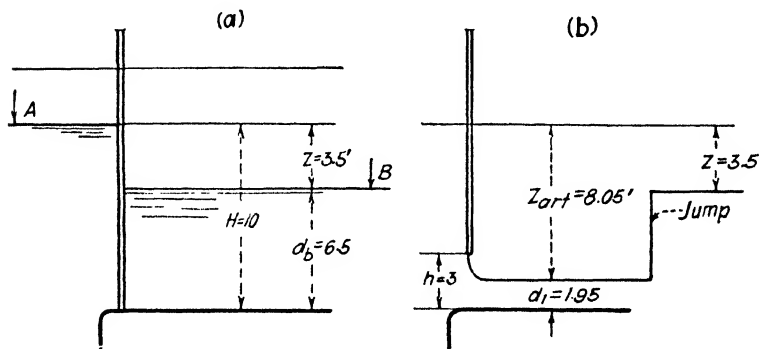 (a)
(b)
A
Z=3.5'
B
H=10
d_b=6.5
Z=3.5
Z_art=8.05'
Jump
h=3
d_1=1.95